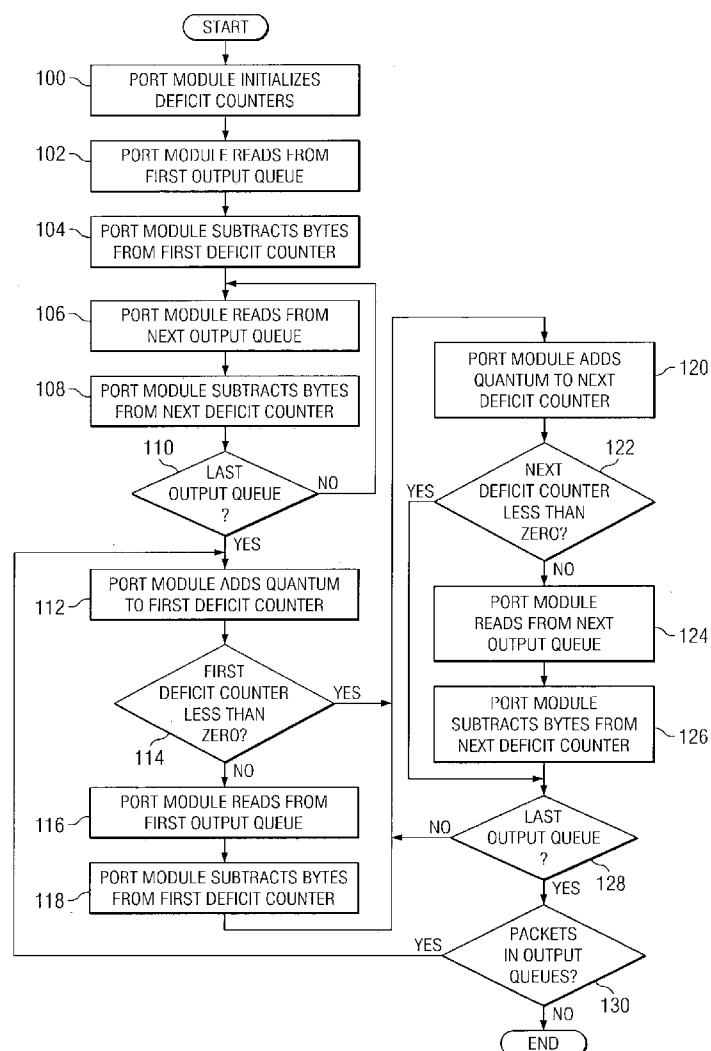 START
100
PORT MODULE INITIALIZES
DEFICIT COUNTERS
102
PORT MODULE READS FROM
FIRST OUTPUT QUEUE
104
PORT MODULE SUBTRACTS BYTES
FROM FIRST DEFICIT COUNTER
106
PORT MODULE READS FROM
NEXT OUTPUT QUEUE
108
PORT MODULE SUBTRACTS BYTES
FROM NEXT DEFICIT COUNTER
110
LAST
OUTPUT QUEUE
?
NO
YES
112
PORT MODULE ADDS QUANTUM
TO FIRST DEFICIT COUNTER
FIRST
DEFICIT COUNTER
LESS THAN
ZERO?
YES
114
NO
116
PORT MODULE READS FROM
FIRST OUTPUT QUEUE
118
PORT MODULE SUBTRACTS BYTES
FROM FIRST DEFICIT COUNTER
PORT MODULE ADDS
QUANTUM TO NEXT
DEFICIT COUNTER
120
122
YES
NEXT
DEFICIT COUNTER
LESS THAN
ZERO?
NO
PORT MODULE
READS FROM NEXT
OUTPUT QUEUE
124
PORT MODULE
SUBTRACTS BYTES FROM
NEXT DEFICIT COUNTER
126
NO
LAST
OUTPUT QUEUE
?
128
YES
YES
PACKETS
IN OUTPUT
QUEUES?
130
NO
END